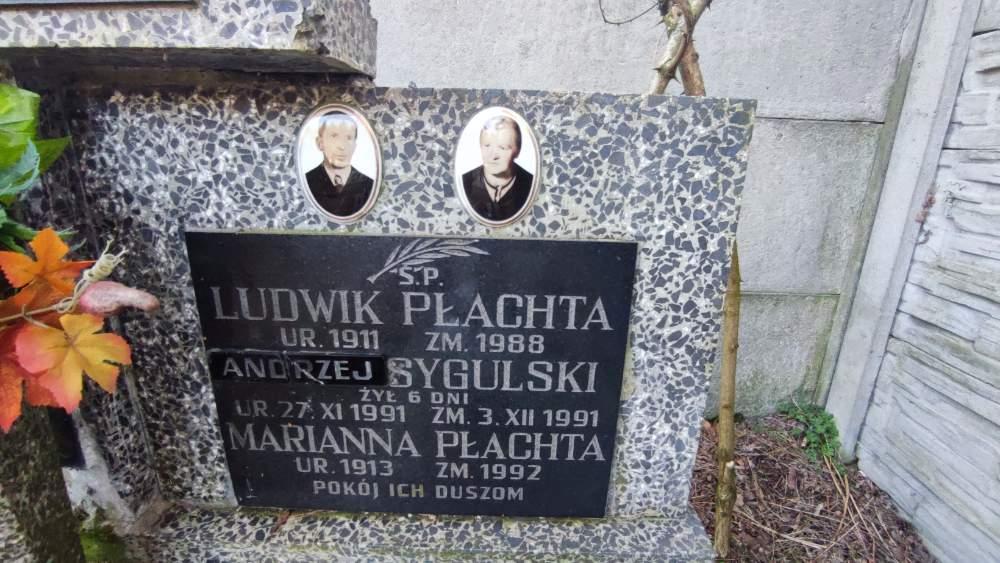 Ś.P.
LUDWIK PŁACHTA
UR. 1911 ZM. 1988
ANDRZEJ SYGULSKI
ŻYŁ 6 DNI
UR. 27. XI 1991 ZM. 3. XII 1991
MARIANNA PŁACHTA
UR. 1913 ZM. 1992
POKÓJ ICH DUSZOM